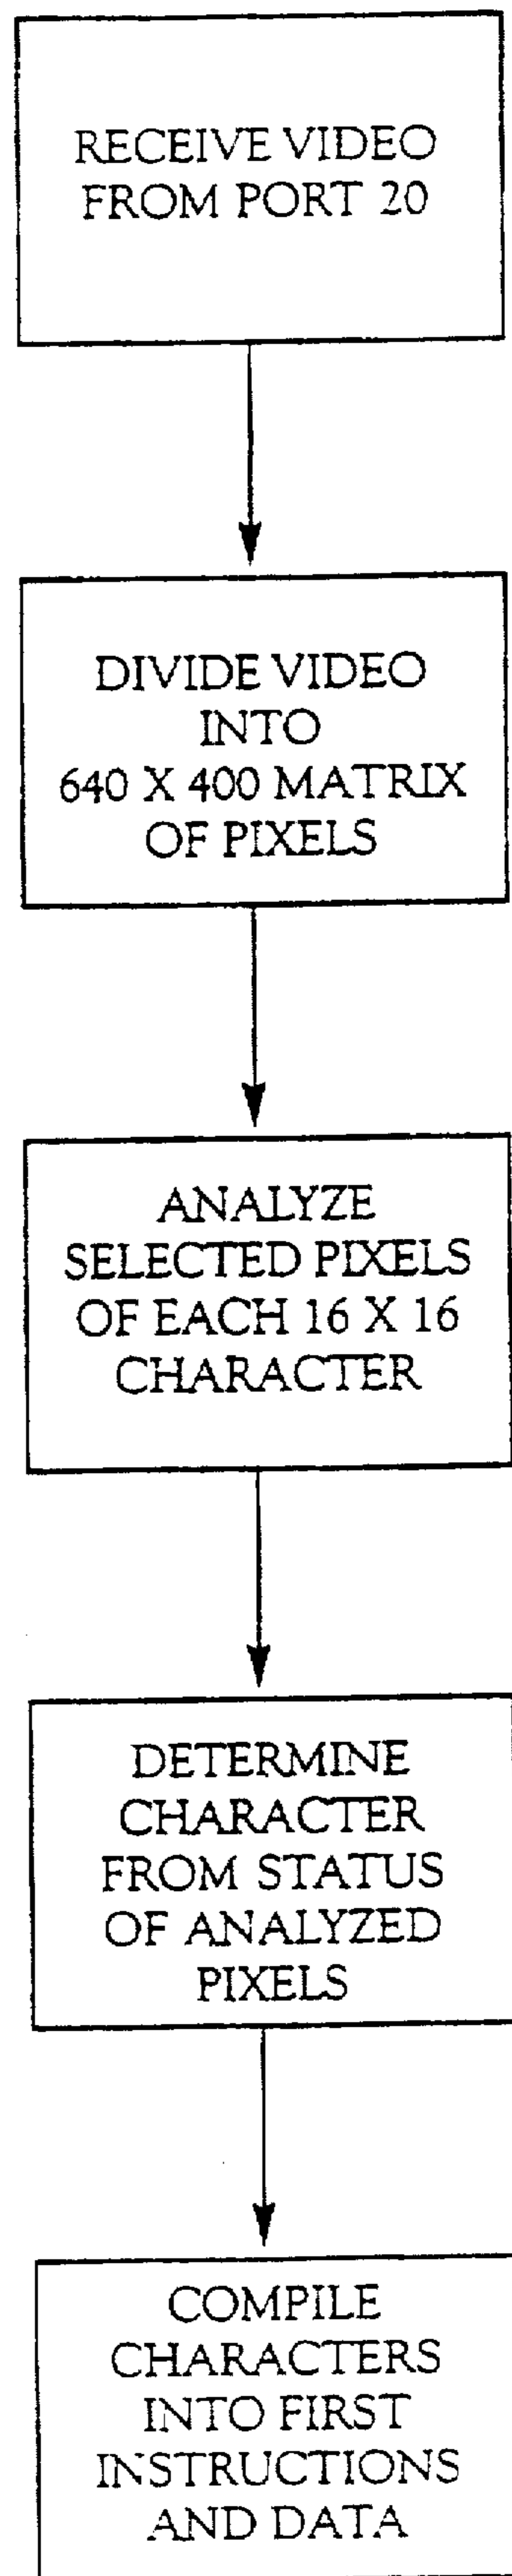 RECEIVE VIDEO
FROM PORT 20
DIVIDE VIDEO
INTO
640 X 400 MATRIX
OF PIXELS
ANALYZE
SELECTED PIXELS
OF EACH 16 X 16
CHARACTER
DETERMINE
CHARACTER
FROM STATUS
OF ANALYZED
PIXELS
COMPILE
CHARACTERS
INTO FIRST
INSTRUCTIONS
AND DATA